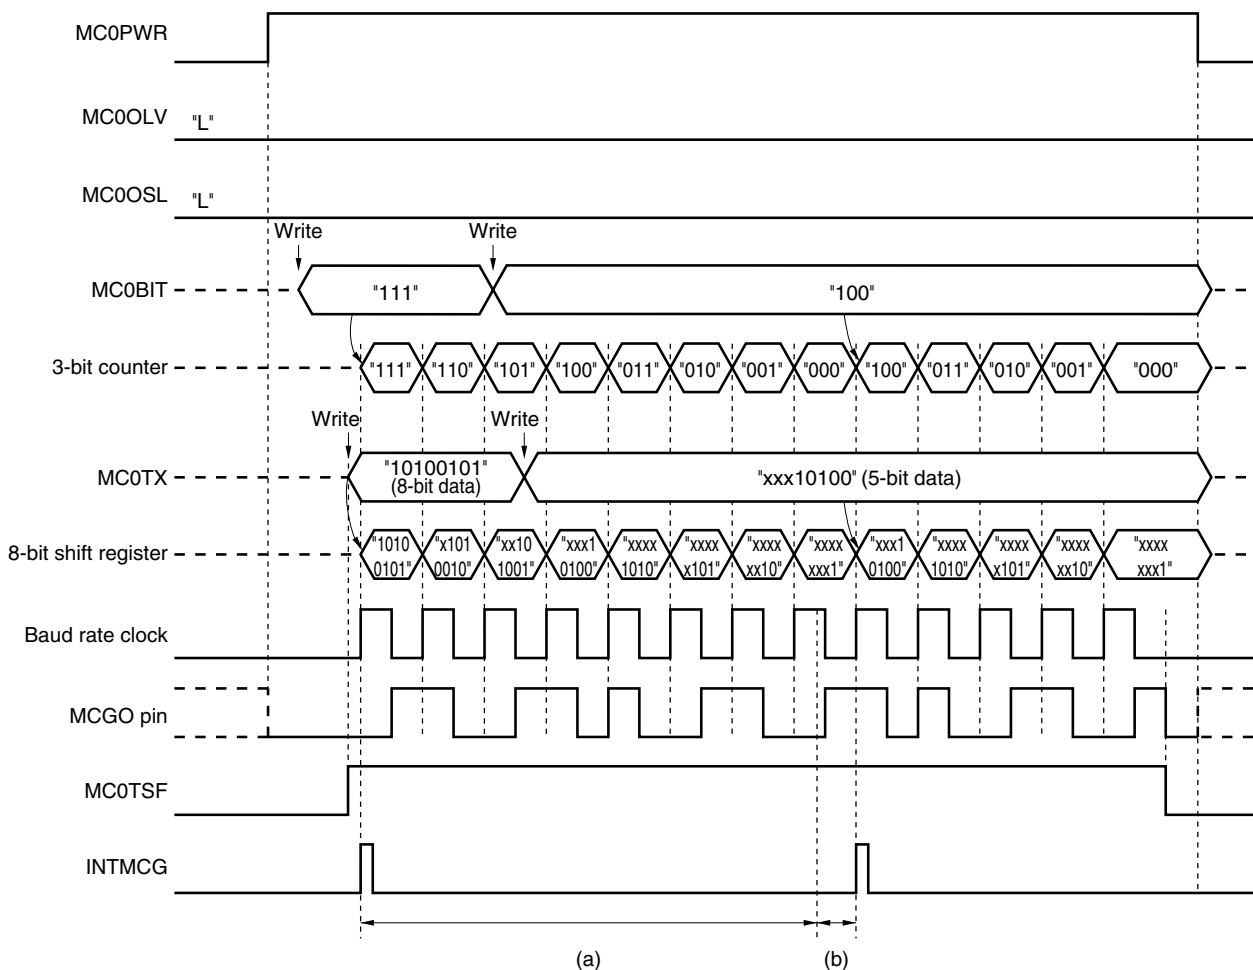 MC0PWR
MC0OLV "L"
MC0OSL "L"
Write Write
MC0BIT "111" "100"
3-bit counter "111" "110" "101" "100" "011" "010" "001" "000" "100" "011" "010" "001" "000"
Write Write
MC0TX "10100101" "xxx10100" (5-bit data)
(8-bit data)
8-bit shift register "1010 "x101 "xx10 "xxx1 "xxxx "xxxx "xxxx "xxxx "xxx1 "xxxx "xxxx "xxxx "xxxx
0101" 0010" 1001" 0100" 1010" x101" xx10" xxx1" 0100" 1010" x101" xx10" xxx1"
Baud rate clock
MCGO pin
MC0TSF
INTMCG
(a) (b)